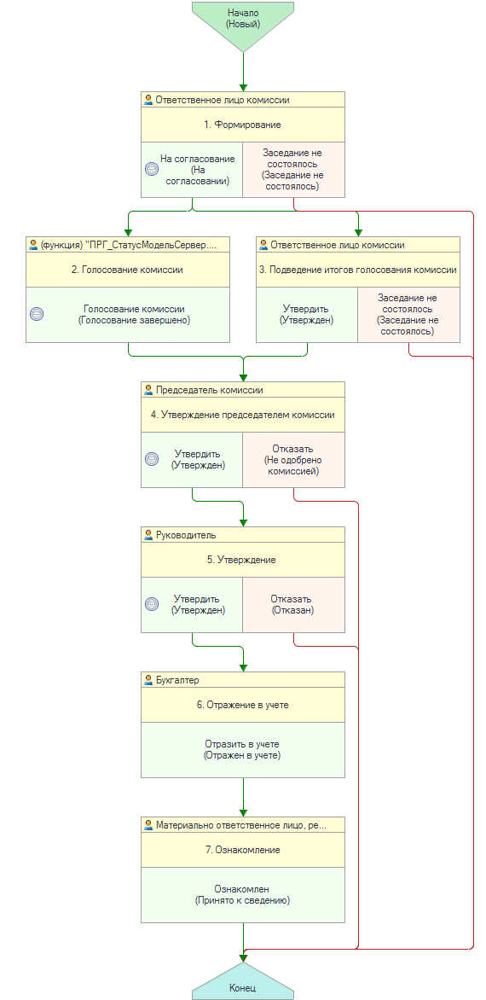 Начало
(Новый)
Ответственное лицо комиссии
1. Формирование
На согласование
(На
согласовании)
Заседание не
состоялось
(Заседание не
состоялось)
(функция) "ПРГ_СтатусМодельСервер....
2. Голосование комиссии
Голосование комиссии
(Голосование завершено)
Ответственное лицо комиссии
3. Подведение итогов голосования комиссии
Утвердить
(Утвержден)
Заседание не
состоялось
(Заседание не
состоялось)
Председатель комиссии
4. Утверждение председателем комиссии
Утвердить
(Утвержден)
Отказать
(Не одобрено
комиссией)
Руководитель
5. Утверждение
Утвердить
(Утвержден)
Отказать
(Отказан)
Бухгалтер
6. Отражение в учете
Отразить в учете
(Отражен в учете)
Материально ответственное лицо, ре...
7. Ознакомление
Ознакомлен
(Принято к сведению)
Конец